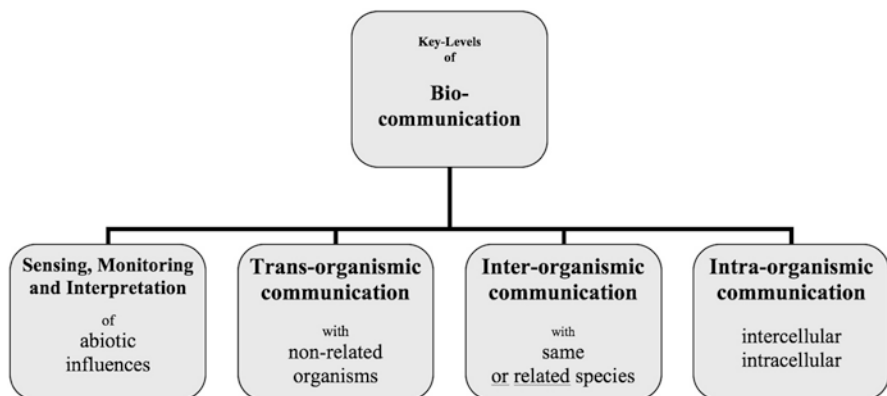 Key-Levels
of
Bio-
communication
Sensing, Monitoring
and Interpretation
of
abiotic
influences
Trans-organismic
communication
with
non-related
organisms
Inter-organismic
communication
with
same
or related species
Intra-organismic
communication
intercellular
intracellular